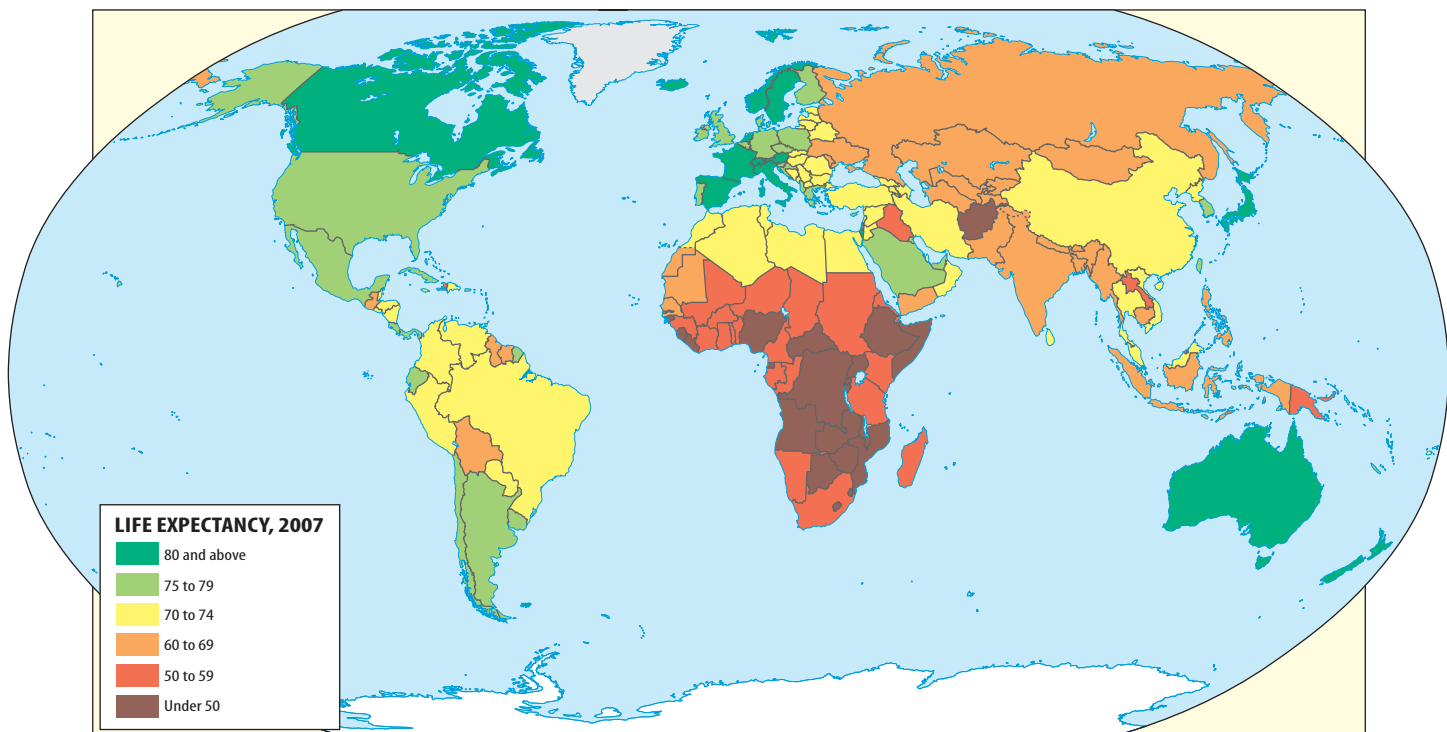 LIFE EXPECTANCY, 2007
80 and above
75 to 79
70 to 74
60 to 69
50 to 59
Under 50